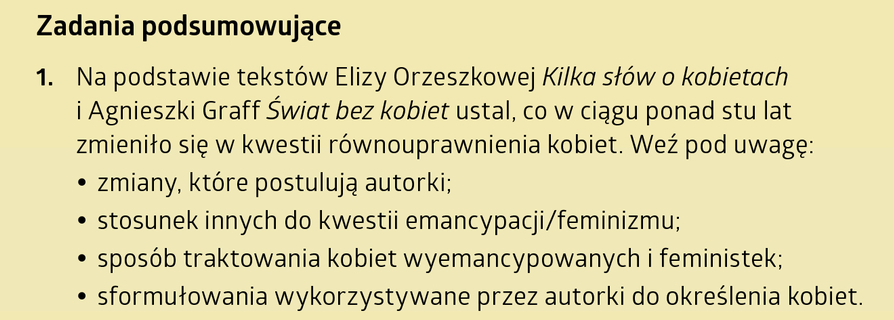 Zadania podsumowujące
1. Na podstawie tekstów Elizy Orzeszkowej Kilka słów o kobietach
i Agnieszki Graff Świat bez kobiet ustal, co w ciągu ponad stu lat
zmieniło się w kwestii równouprawnienia kobiet. Weź pod uwagę:
• zmiany, które postulują autorki;
• stosunek innych do kwestii emancypacji/feminizmu;
• sposób traktowania kobiet wyemancypowanych i feministek;
• sformułowania wykorzystywane przez autorki do określenia kobiet.